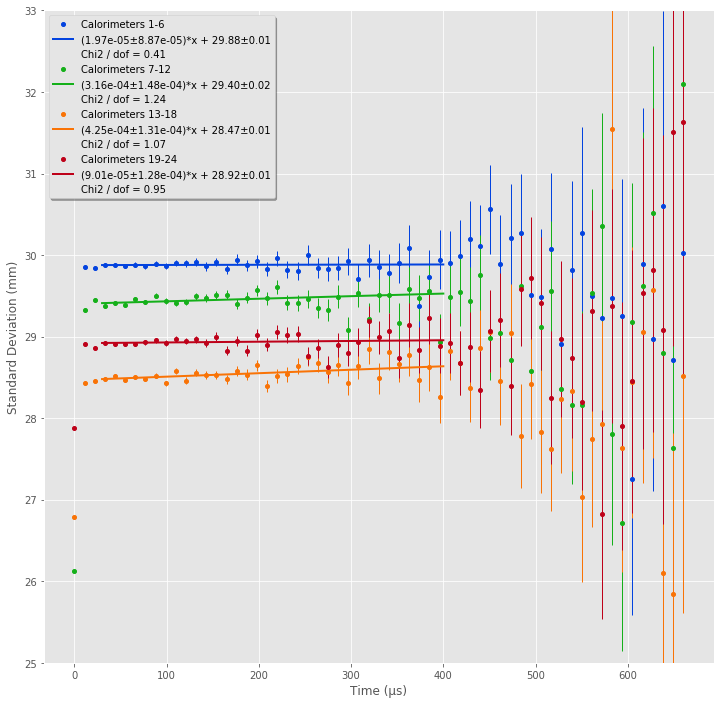 Calorimeters 1-6
(1.97e-05±8.87e-05)*x + 29.88±0.01
Chi2 / dof = 0.41
Calorimeters 7-12
(3.16e-04±1.48e-04)*x + 29.40±0.02
Chi2 / dof = 1.24
Calorimeters 13-18
(4.25e-04±1.31e-04)*x + 28.47±0.01
Chi2 / dof = 1.07
Calorimeters 19-24
(9.01e-05±1.28e-04)*x + 28.92±0.01
Chi2 / dof = 0.95
33
32
31
30
29
28
27
26
25
Standard Deviation (mm)
0 100 200 300 400 500 600
Time (μs)